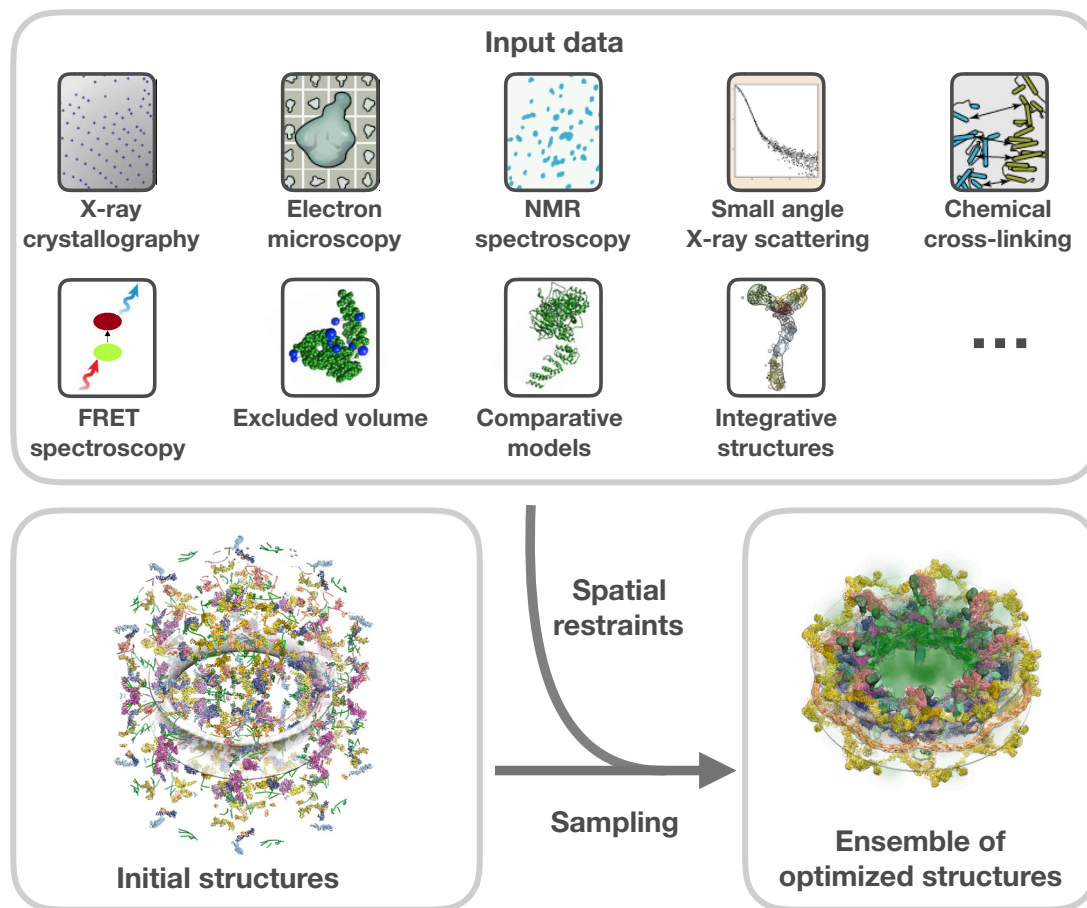 Input data
X-ray
crystallography
Electron
microscopy
NMR
spectroscopy
Small angle
X-ray scattering
Chemical
cross-linking
FRET
spectroscopy
Excluded volume
Comparative
models
Integrative
structures
...
Spatial
restraints
Sampling
Initial structures
Ensemble of
optimized structures